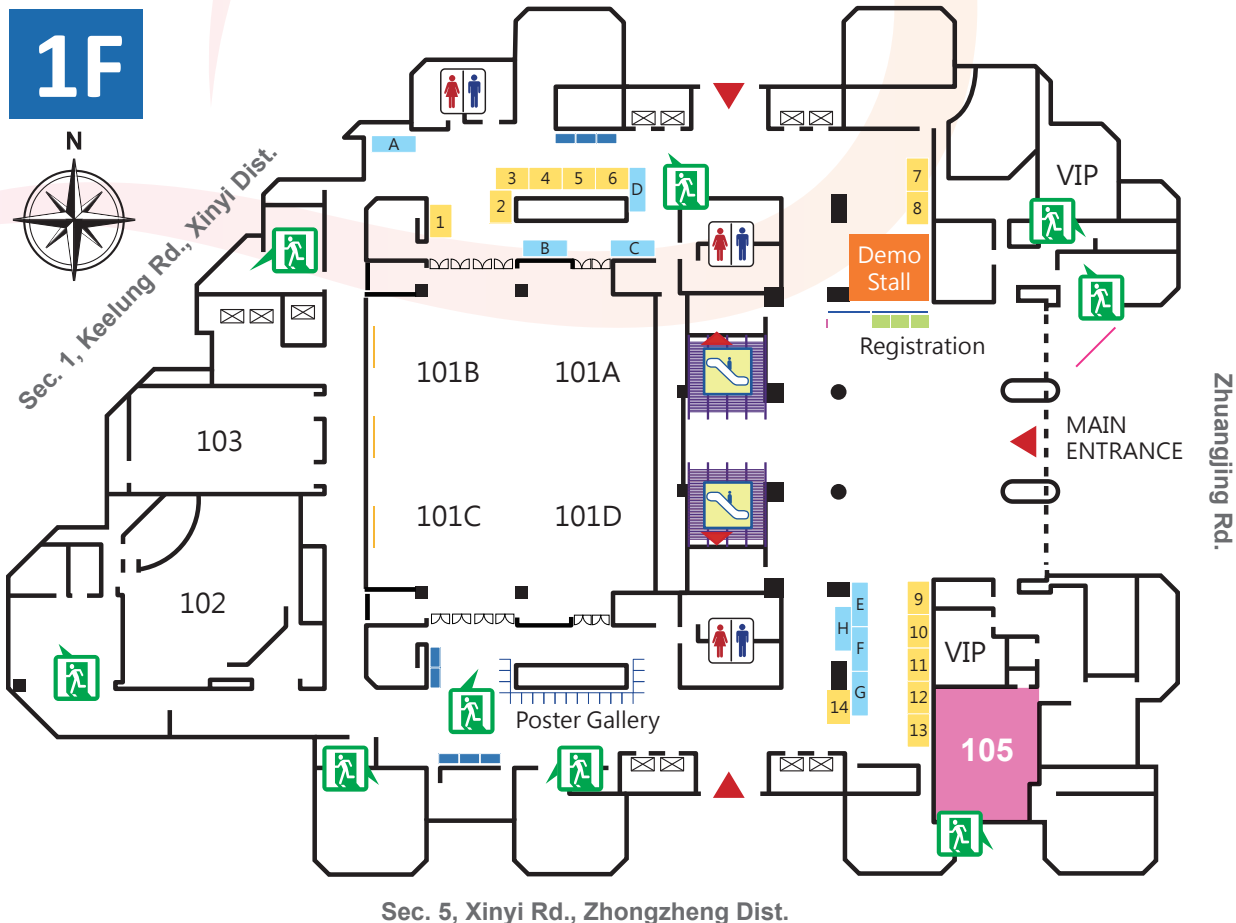 1F
N
Sec. 1, Keelung Rd., Xinyi Dist.
A
3 4 5 6
D
2
1
B
C
7
8
VIP
Demo
Stall
Registration
101B
101A
103
MAIN
ENTRANCE
Zhuangjing Rd.
101C
101D
102
E
H
F
G
14
9
10
11
12
13
VIP
105
Poster Gallery
Sec. 5, Xinyi Rd., Zhongzheng Dist.